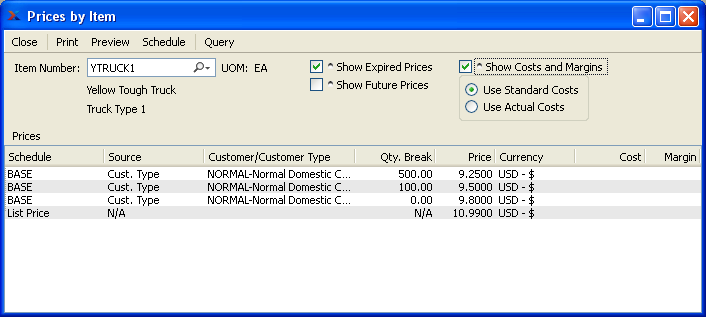 Prices by Item
Close Print Preview Schedule Query
Item Number: YTRUCK1 UOM: EA ^ Show Expired Prices ^ Show Costs and Margins
Yellow Tough Truck ^ Show Future Prices Use Standard Costs
Truck Type 1 Use Actual Costs
Prices
Schedule Source Customer/Customer Type Qty. Break Price Currency Cost Margin
BASE Cust. Type NORMAL-Normal Domestic C... 500.00 9.2500 USD - $
BASE Cust. Type NORMAL-Normal Domestic C... 100.00 9.5000 USD - $
BASE Cust. Type NORMAL-Normal Domestic C... 0.00 9.8000 USD - $
List Price N/A N/A 10.9900 USD - $